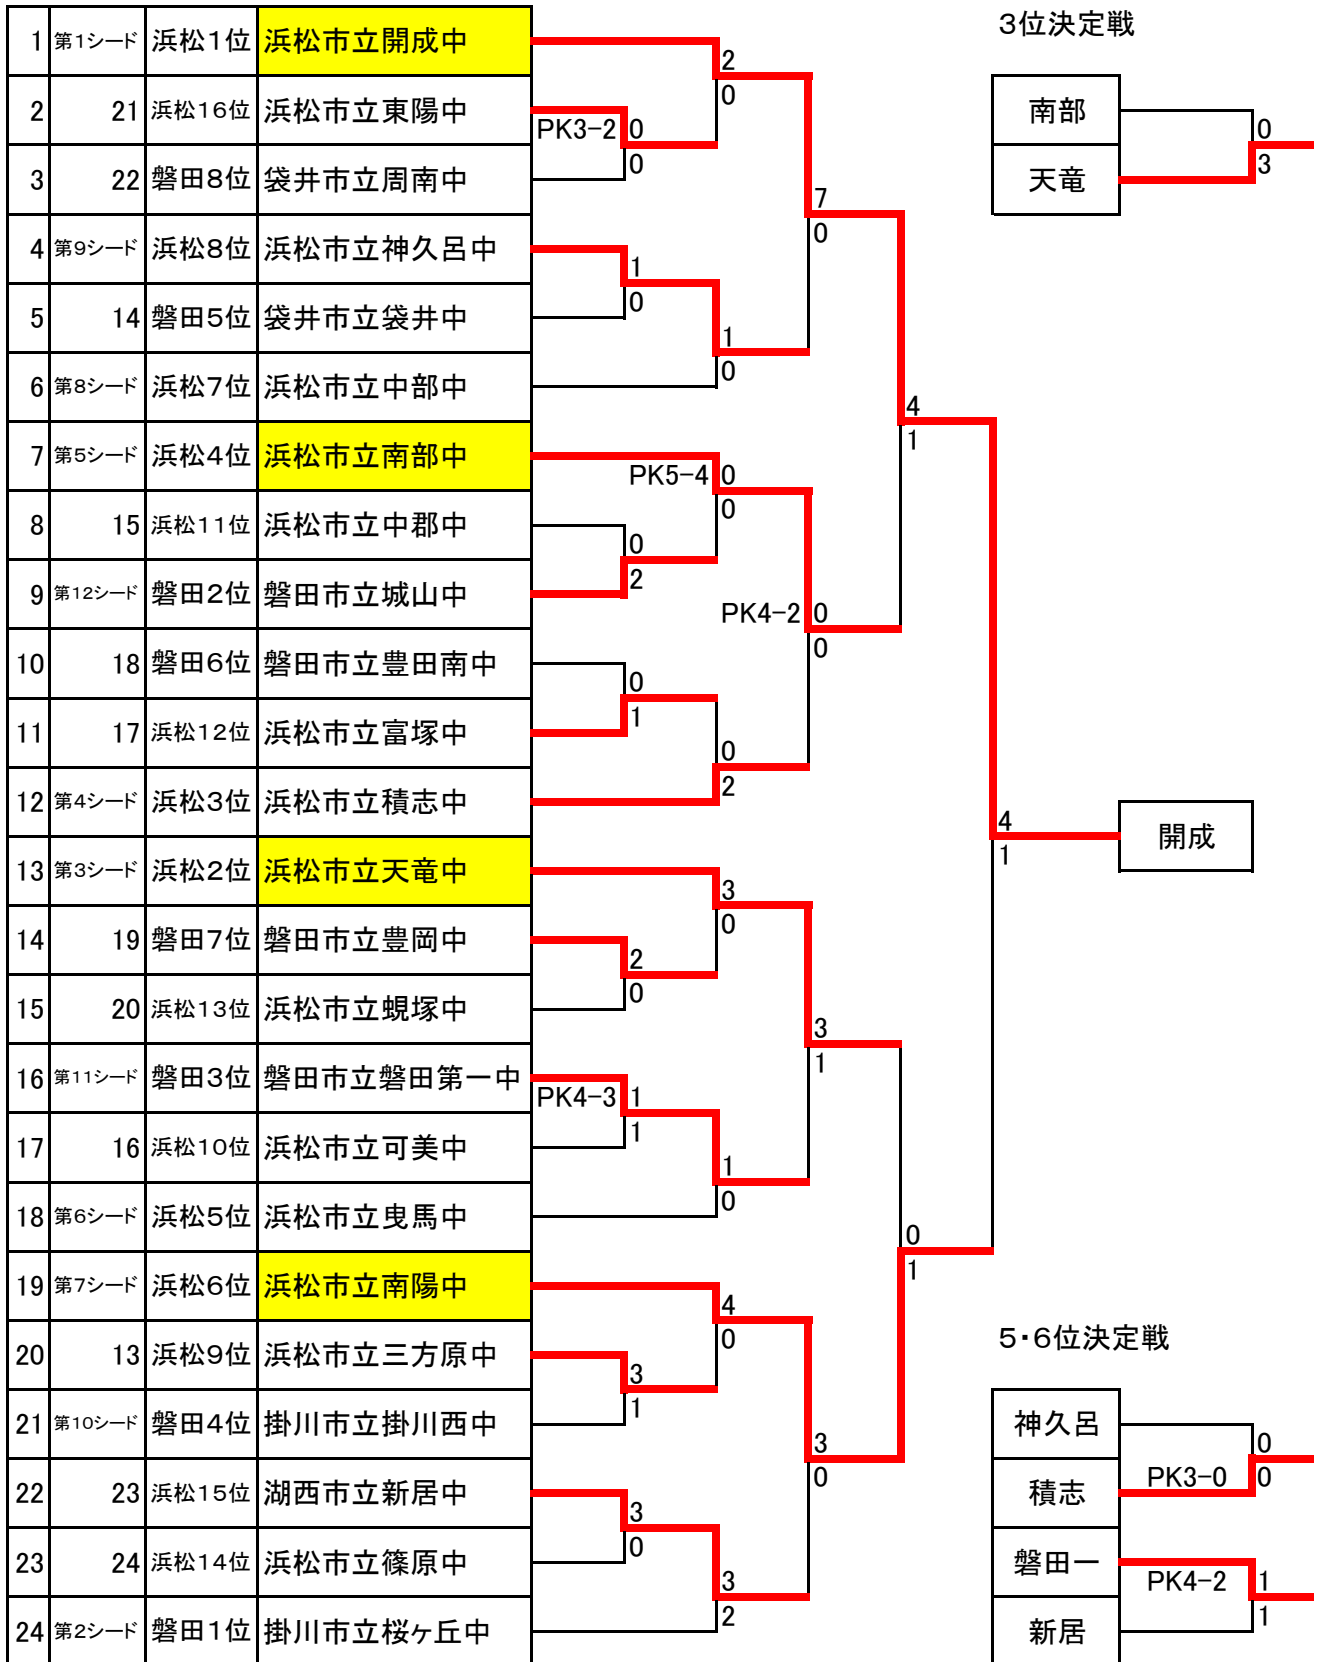 1 第1シード 浜松1位 浜松市立開成中
2 21 浜松16位 浜松市立東陽中
3 22 磐田8位 袋井市立周南中
4 第9シード 浜松8位 浜松市立神久呂中
5 14 磐田5位 袋井市立袋井中
6 第8シード 浜松7位 浜松市立中部中
7 第5シード 浜松4位 浜松市立南部中
8 15 浜松11位 浜松市立中郡中
9 第12シード 磐田2位 磐田市立城山中
10 18 磐田6位 磐田市立豊田南中
11 17 浜松12位 浜松市立富塚中
12 第4シード 浜松3位 浜松市立積志中
13 第3シード 浜松2位 浜松市立天竜中
14 19 磐田7位 磐田市立豊岡中
15 20 浜松13位 浜松市立蜆塚中
16 第11シード 磐田3位 磐田市立磐田第一中
17 16 浜松10位 浜松市立可美中
18 第6シード 浜松5位 浜松市立曳馬中
19 第7シード 浜松6位 浜松市立南陽中
20 13 浜松9位 浜松市立三方原中
21 第10シード 磐田4位 掛川市立掛川西中
22 23 浜松15位 湖西市立新居中
23 24 浜松14位 浜松市立篠原中
24 第2シード 磐田1位 掛川市立桜ヶ丘中
PK3-2 0
0
1
0
0
2
0
1
2
0
PK4-3 1
1
3
1
3
0
2
0
1
0
PK5-4 0
0
0
2
3
0
1
0
4
0
3
2
7
0
PK4-2 0
0
3
1
3
0
4
1
0
1
4
1
開成
3位決定戦
南部
天竜
0
3
5・6位決定戦
神久呂
積志
PK3-0
0
0
磐田一
新居
PK4-2
1
1